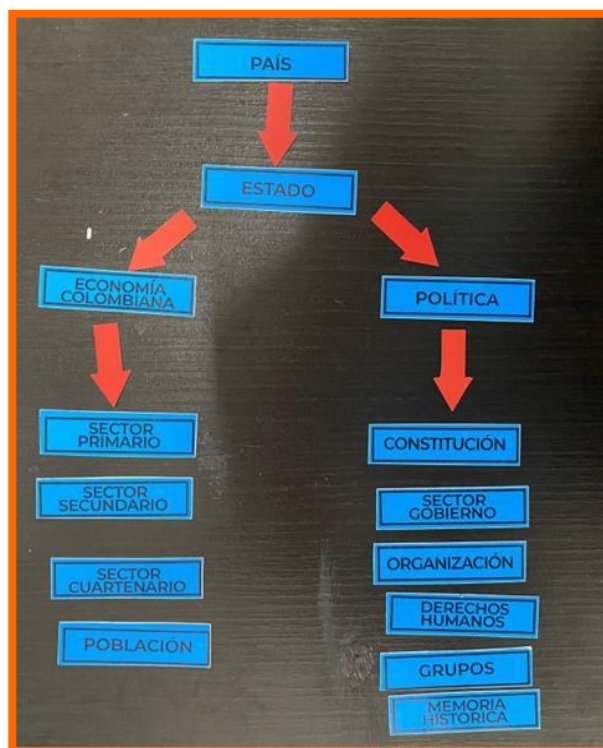 PAÍS
ESTADO
ECONOMÍA
COLOMBIANA
SECTOR
PRIMARIO
SECTOR
SECUNDARIO
SECTOR
CUARTENARIO
POBLACIÓN
POLÍTICA
CONSTITUCIÓN
SECTOR
GOBIERNO
ORGANIZACIÓN
DERECHOS
HUMANOS
GRUPOS
MEMORIA
HISTORICA